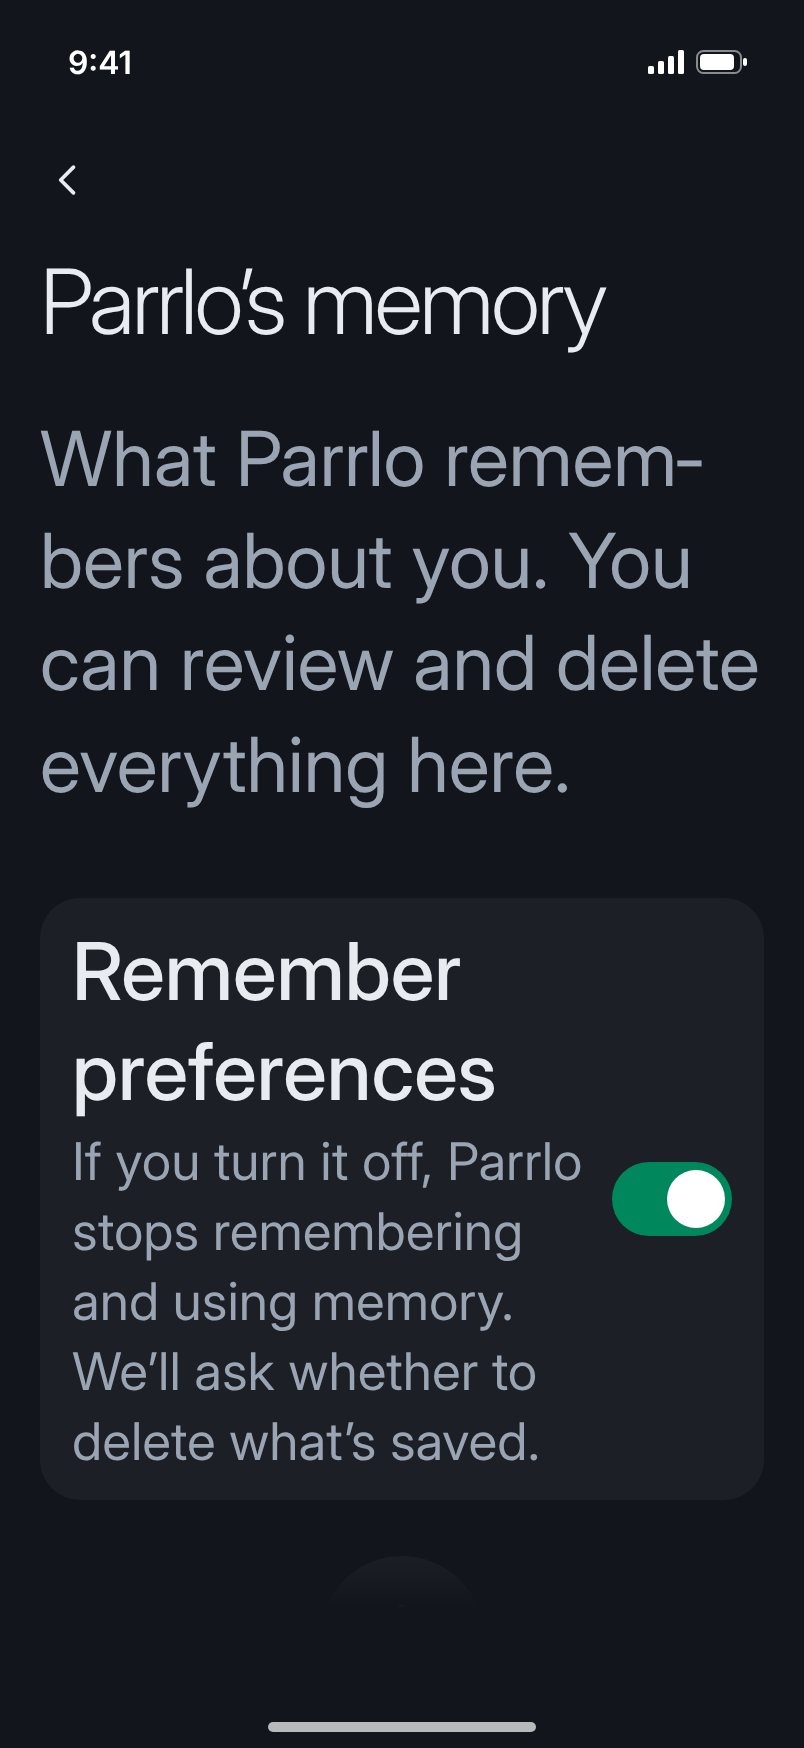 9:41
Parrlo’s memory
What Parrlo remem-
bers about you. You
can review and delete
everything here.
Remember
preferences
If you turn it off, Parrlo
stops remembering
and using memory.
We’ll ask whether to
delete what’s saved.